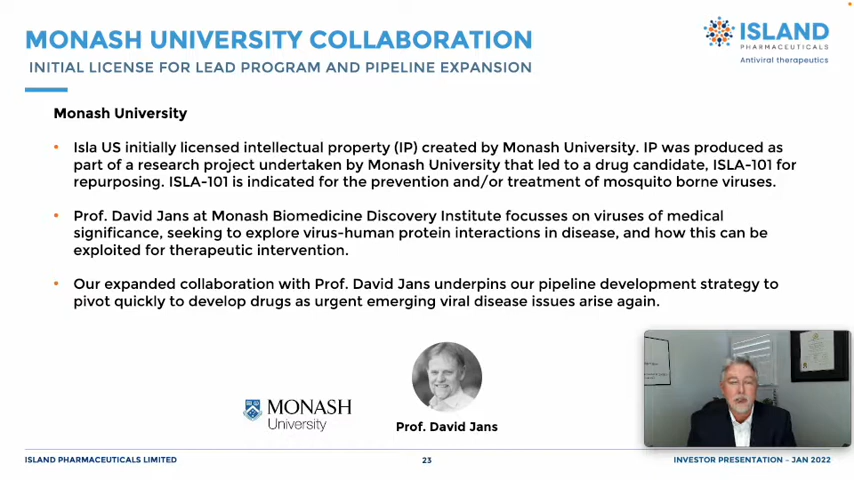 MONASH UNIVERSITY COLLABORATION
INITIAL LICENSE FOR LEAD PROGRAM AND PIPELINE EXPANSION
ISLAND
PHARMACEUTICALS
Antiviral therapeutics
Monash University
• Isla US initially licensed intellectual property (IP) created by Monash University. IP was produced as
part of a research project undertaken by Monash University that led to a drug candidate, ISLA-101 for
repurposing. ISLA-101 is indicated for the prevention and/or treatment of mosquito borne viruses.
• Prof. David Jans at Monash Biomedicine Discovery Institute focusses on viruses of medical
significance, seeking to explore virus-human protein interactions in disease, and how this can be
exploited for therapeutic intervention.
• Our expanded collaboration with Prof. David Jans underpins our pipeline development strategy to
pivot quickly to develop drugs as urgent emerging viral disease issues arise again.
MONASH
University
Prof. David Jans
ISLAND PHARMACEUTICALS LIMITED
23
INVESTOR PRESENTATION – JAN 2022